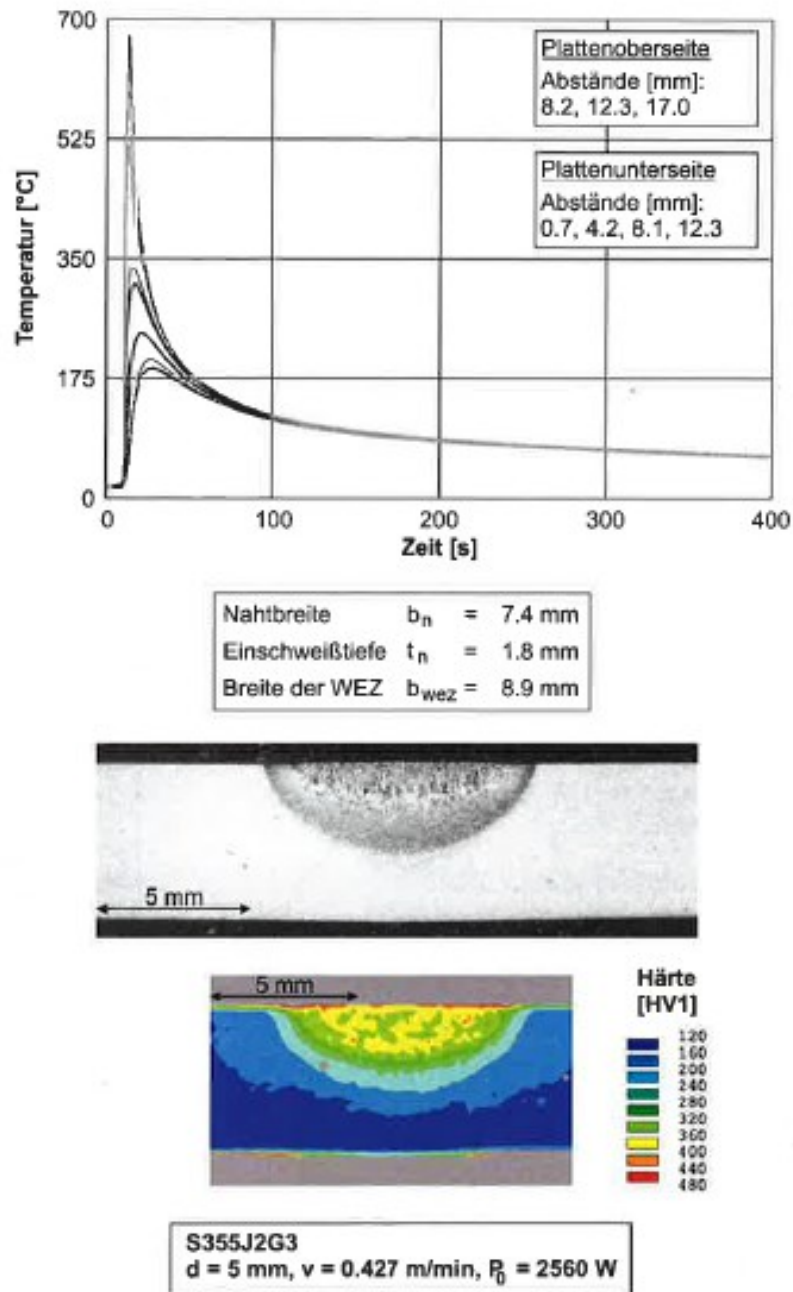 700
525
350
175
0
Temperatur [°C]
0
100
200
300
400
Zeit [s]
Plattenoberseite
Abstände [mm]:
8.2, 12.3, 17.0
Plattenunterseite
Abstände [mm]:
0.7, 4.2, 8.1, 12.3
Nahtbreite bn = 7.4 mm
Einschweißtiefe tn = 1.8 mm
Breite der WEZ bwez = 8.9 mm
5 mm
5 mm
Härte
[HV1]
120
160
200
240
280
320
360
400
440
480
S355J2G3
d = 5 mm, v = 0.427 m/min, P0 = 2560 W